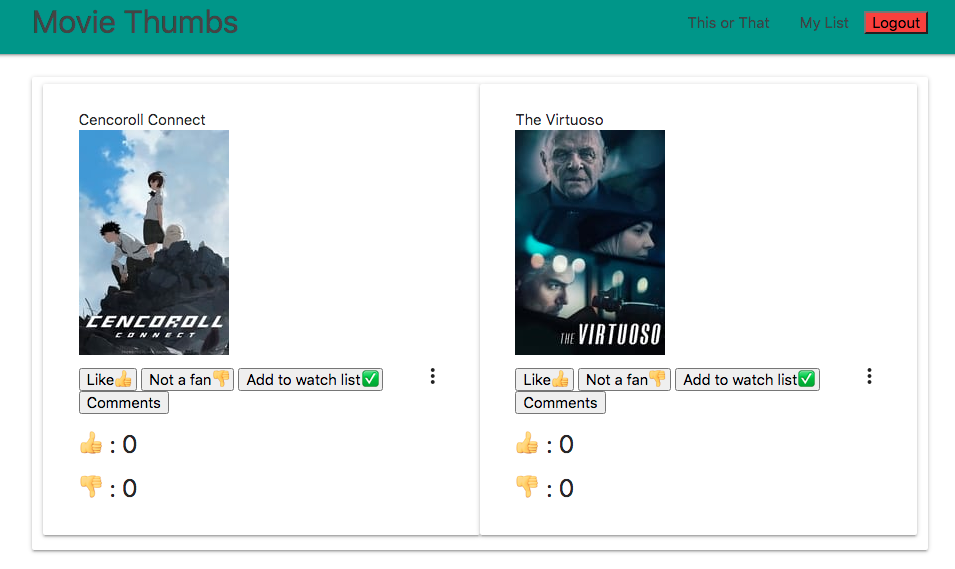 Movie Thumbs
This or That
My List
Logout
Cencoroll Connect
CENCOROLL
CONNECT
Like👍 Not a fan👎 Add to watch list✅
Comments
👍 : 0
👎 : 0
The Virtuoso
THE VIRTUOSO
Like👍 Not a fan👎 Add to watch list✅
Comments
👍 : 0
👎 : 0